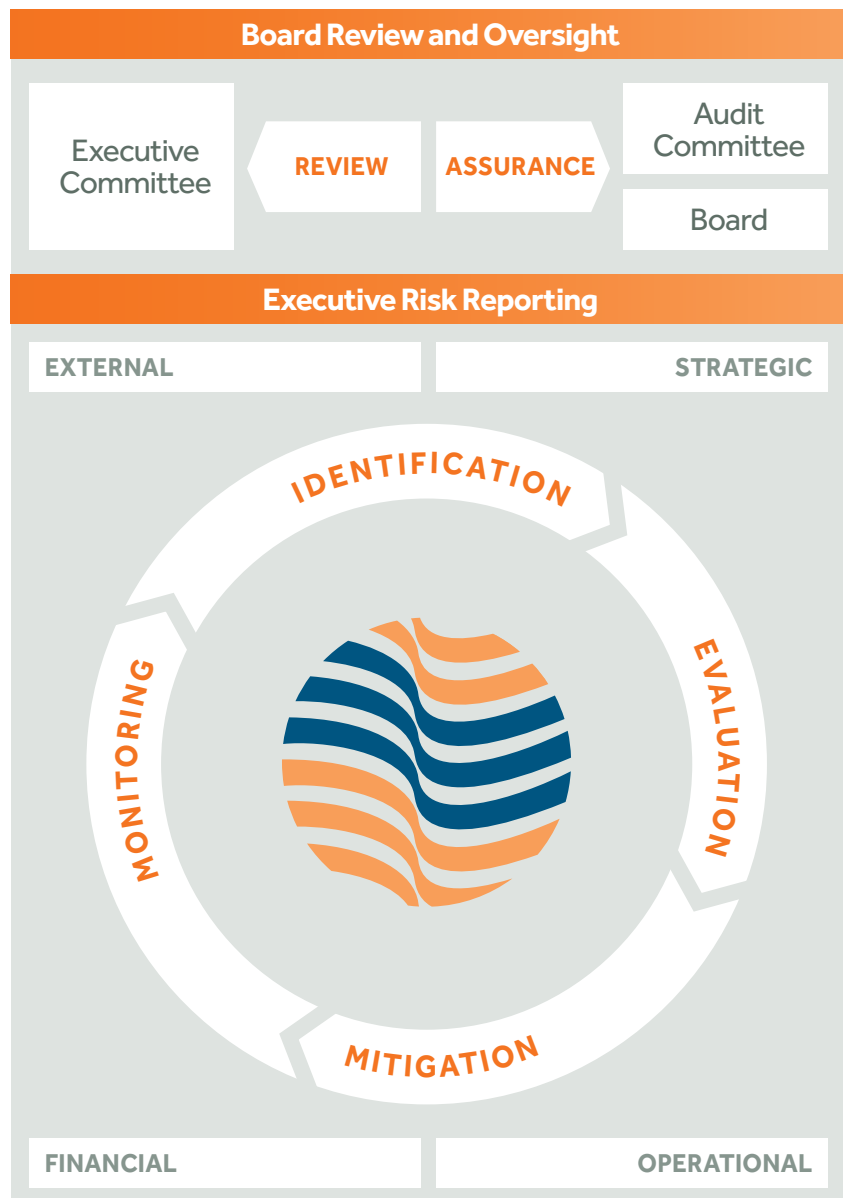 Board Review and Oversight
Executive
Committee
REVIEW
ASSURANCE
Audit
Committee
Board
Executive Risk Reporting
EXTERNAL
STRATEGIC
IDENTIFICATION
EVALUATION
MITIGATION
MONITORING
FINANCIAL
OPERATIONAL